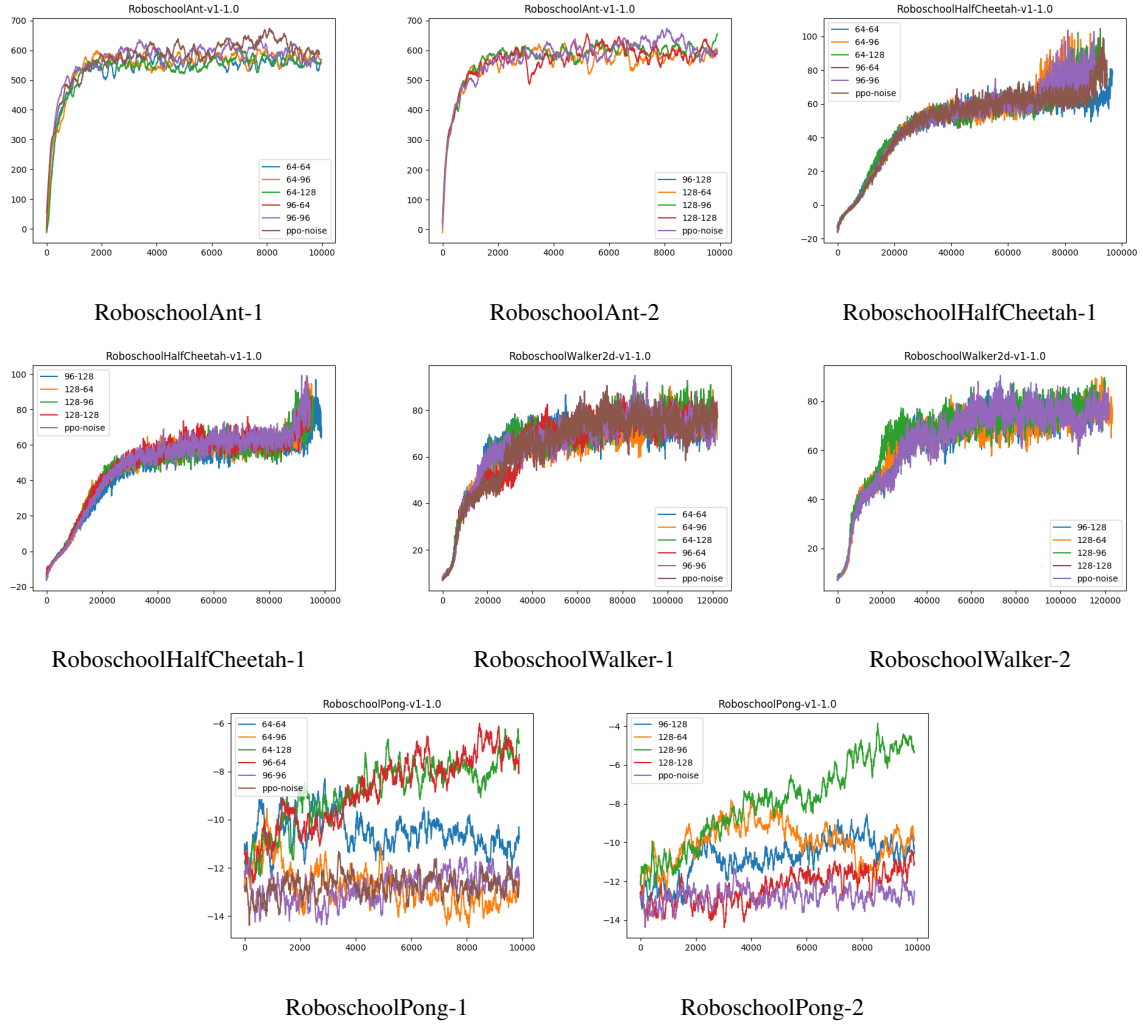 RoboschoolAnt-v1-1.0
700
600
500
400
300
200
100
0
64-64
64-96
64-128
96-64
96-96
ppo-noise
0 2000 4000 6000 8000 10000
RoboschoolAnt-1
RoboschoolAnt-v1-1.0
700
600
500
400
300
200
100
0
96-128
128-64
128-96
128-128
ppo-noise
0 2000 4000 6000 8000 10000
RoboschoolAnt-2
RoboschoolHalfCheetah-v1-1.0
100
80
60
40
20
0
−20
64-64
64-96
64-128
96-64
96-96
ppo-noise
0 20000 40000 60000 80000 100000
RoboschoolHalfCheetah-1
RoboschoolHalfCheetah-v1-1.0
100
80
60
40
20
0
−20
96-128
128-64
128-96
128-128
ppo-noise
0 20000 40000 60000 80000 100000
RoboschoolHalfCheetah-1
RoboschoolWalker2d-v1-1.0
80
60
40
20
64-64
64-96
64-128
96-64
96-96
ppo-noise
0 20000 40000 60000 80000 100000 120000
RoboschoolWalker-1
RoboschoolWalker2d-v1-1.0
80
60
40
20
96-128
128-64
128-96
128-128
ppo-noise
0 20000 40000 60000 80000 100000 120000
RoboschoolWalker-2
RoboschoolPong-v1-1.0
−6
−8
−10
−12
−14
64-64
64-96
64-128
96-64
96-96
ppo-noise
0 2000 4000 6000 8000 10000
RoboschoolPong-1
RoboschoolPong-v1-1.0
−4
−6
−8
−10
−12
−14
96-128
128-64
128-96
128-128
ppo-noise
0 2000 4000 6000 8000 10000
RoboschoolPong-2